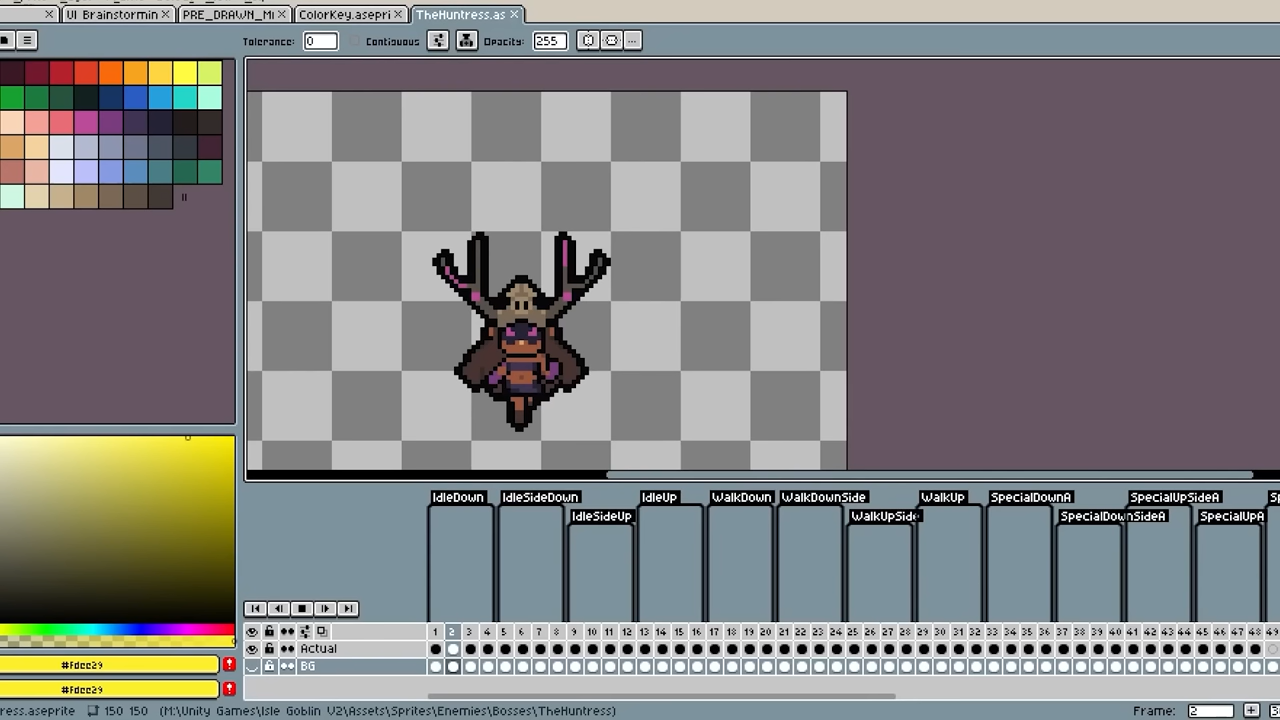 UI Brainstormin
PRE_DRAWN_M
ColorKey.asepri
TheHuntress.as
Tolerance: 0
Contiguous
Opacity: 255
...
IdleDown
IdleSideDown
IdleSideUp
IdleUp
WalkDown
WalkDownSide
WalkUpSide
WalkUp
SpecialDownA
SpecialDownSideA
SpecialUpSideA
SpecialUpA
1 2 3 4 5 6 7 8 9 10 11 12 13 14 15 16 17 18 19 20 21 22 23 24 25 26 27 28 29 30 31 32 33 34 35 36 37 38 39 40 41 42 43 44 45 46 47 48 49
Actual
BG
#Fdec29
#Fdec29
ress.aseprite 150 150 (M:\Unity Games\Isle Goblin V2\Assets\Sprites\Enemies\Bosses\TheHuntress)
Frame: 2